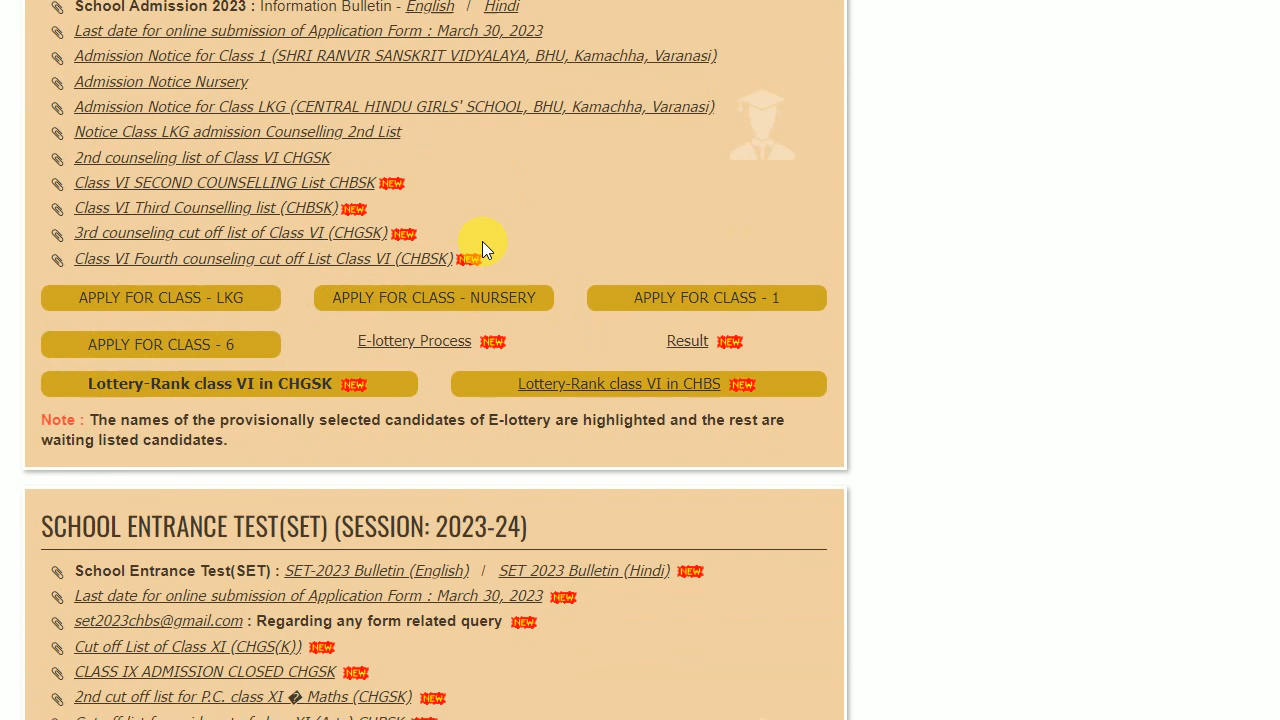 School Admission 2023 : Information Bulletin - English / Hindi
Last date for online submission of Application Form : March 30, 2023
Admission Notice for Class 1 (SHRI RANVIR SANSKRIT VIDYALAYA, BHU, Kamachha, Varanasi)
Admission Notice Nursery
Admission Notice for Class LKG (CENTRAL HINDU GIRLS' SCHOOL, BHU, Kamachha, Varanasi)
Notice Class LKG admission Counselling 2nd List
2nd counseling list of Class VI CHGSK
Class VI SECOND COUNSELLING List CHBSK NEW
Class VI Third Counselling list (CHBSK) NEW
3rd counseling cut off list of Class VI (CHGSK) NEW
Class VI Fourth counseling cut off List Class VI (CHBSK) NEW
APPLY FOR CLASS - LKG APPLY FOR CLASS - NURSERY APPLY FOR CLASS - 1
APPLY FOR CLASS - 6 E-lottery Process NEW Result NEW
Lottery-Rank class VI in CHGSK NEW Lottery-Rank class VI in CHBS NEW
Note : The names of the provisionally selected candidates of E-lottery are highlighted and the rest are
waiting listed candidates.
SCHOOL ENTRANCE TEST(SET) (SESSION: 2023-24)
School Entrance Test(SET) : SET-2023 Bulletin (English) / SET 2023 Bulletin (Hindi) NEW
Last date for online submission of Application Form : March 30, 2023 NEW
set2023chbs@gmail.com : Regarding any form related query NEW
Cut off List of Class XI (CHGS(K)) NEW
CLASS IX ADMISSION CLOSED CHGSK NEW
2nd cut off list for P.C. class XI � Maths (CHGSK) NEW